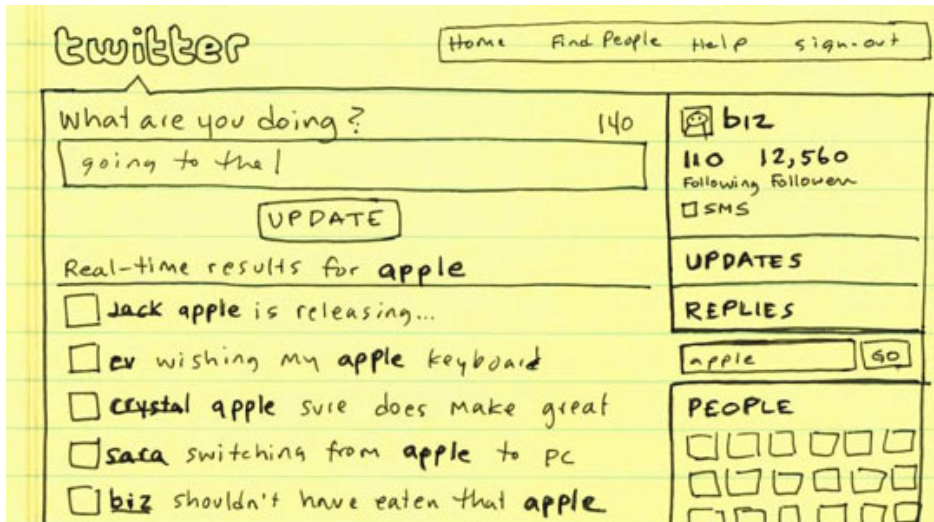 twitter
Home Find People Help sign-out
What are you doing? 140
going to the
UPDATE
Real-time results for apple
Jack apple is releasing...
ev wishing my apple keyboard
crystal apple sure does make great
sara switching from apple to PC
biz shouldn't have eaten that apple
biz
110 12,560
Following Followers
SMS
UPDATES
REPLIES
apple GO
PEOPLE